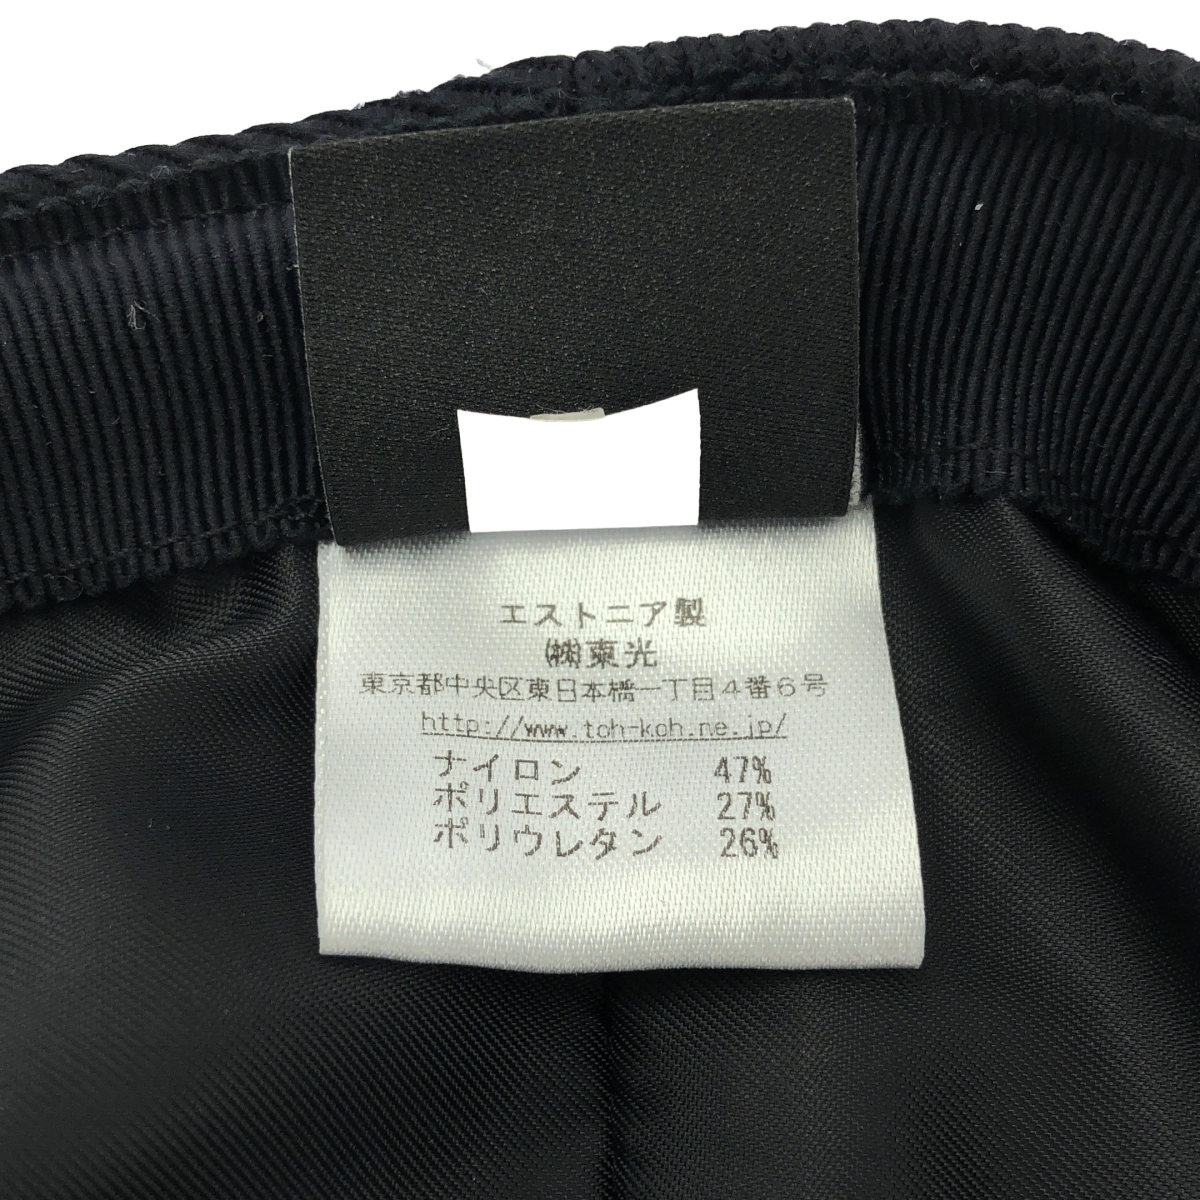 エストニア製
㈱東光
東京都中央区東日本橋一丁目4番6号
http://www.toh-koh.ne.jp/
ナイロン 47%
ポリエステル 27%
ポリウレタン 26%